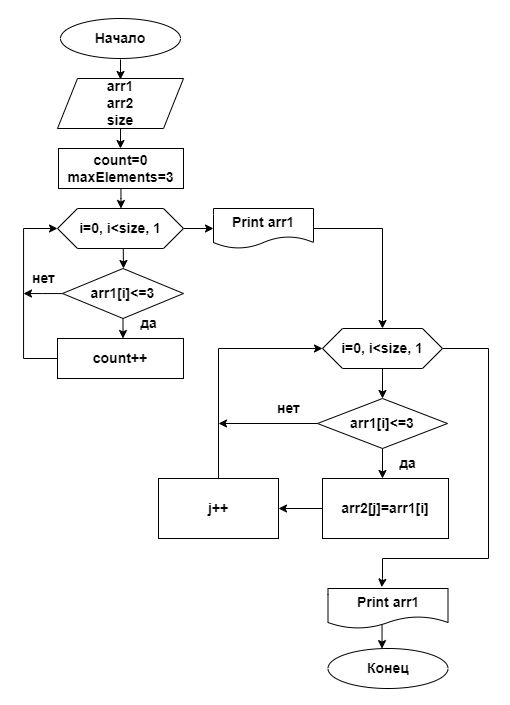 Начало
arr1
arr2
size
count=0
maxElements=3
i=0, i<size, 1
Print arr1
нет
arr1[i]<=3
да
count++
i=0, i<size, 1
нет
arr1[i]<=3
да
j++
arr2[j]=arr1[i]
Print arr1
Конец